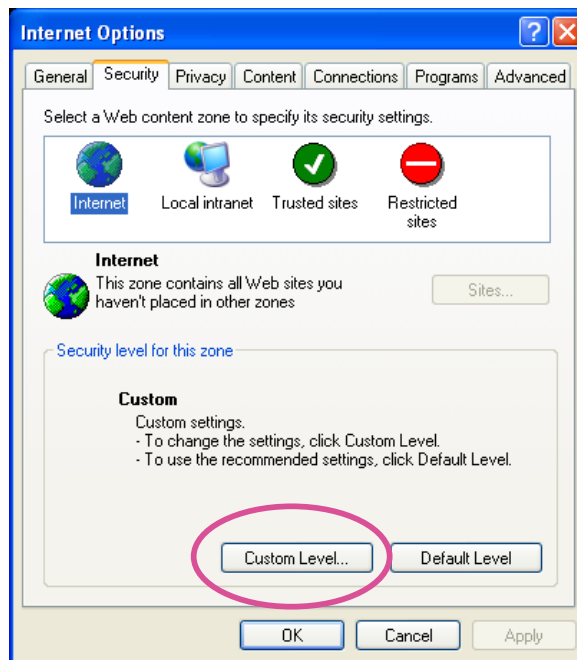 Internet Options
General Security Privacy Content Connections Programs Advanced
Select a Web content zone to specify its security settings.
Internet Local intranet Trusted sites Restricted sites
Internet
This zone contains all Web sites you
haven't placed in other zones
Sites...
Security level for this zone
Custom
Custom settings.
- To change the settings, click Custom Level.
- To use the recommended settings, click Default Level.
Custom Level... Default Level
OK Cancel Apply